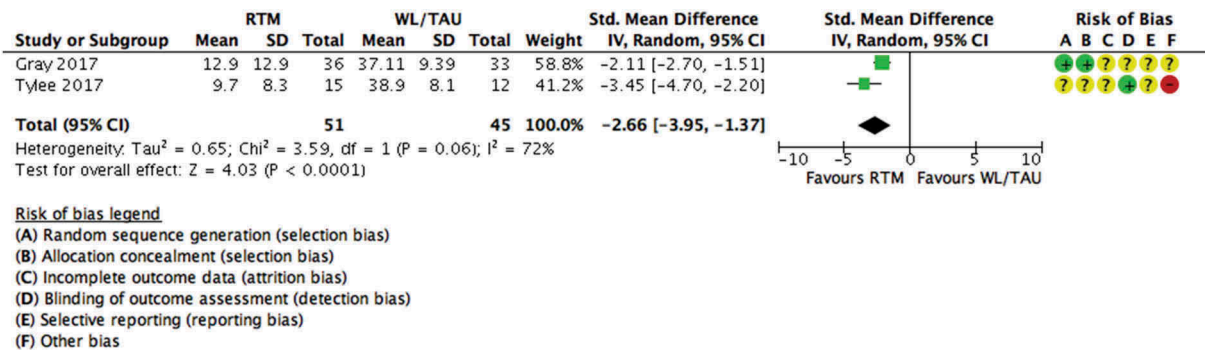 RTM WL/TAU Std. Mean Difference Std. Mean Difference Risk of Bias
Study or Subgroup Mean SD Total Mean SD Total Weight IV, Random, 95% CI IV, Random, 95% CI A B C D E F
Gray 2017 12.9 12.9 36 37.11 9.39 33 58.8% −2.11 [−2.70, −1.51] + + ? ? ? ?
Tylee 2017 9.7 8.3 15 38.9 8.1 12 41.2% −3.45 [−4.70, −2.20] ? ? ? + ? −
Total (95% CI) 51 45 100.0% −2.66 [−3.95, −1.37]
Heterogeneity: Tau² = 0.65; Chi² = 3.59, df = 1 (P = 0.06); I² = 72%
Test for overall effect: Z = 4.03 (P < 0.0001)
−10 −5 0 5 10
Favours RTM Favours WL/TAU
Risk of bias legend
(A) Random sequence generation (selection bias)
(B) Allocation concealment (selection bias)
(C) Incomplete outcome data (attrition bias)
(D) Blinding of outcome assessment (detection bias)
(E) Selective reporting (reporting bias)
(F) Other bias